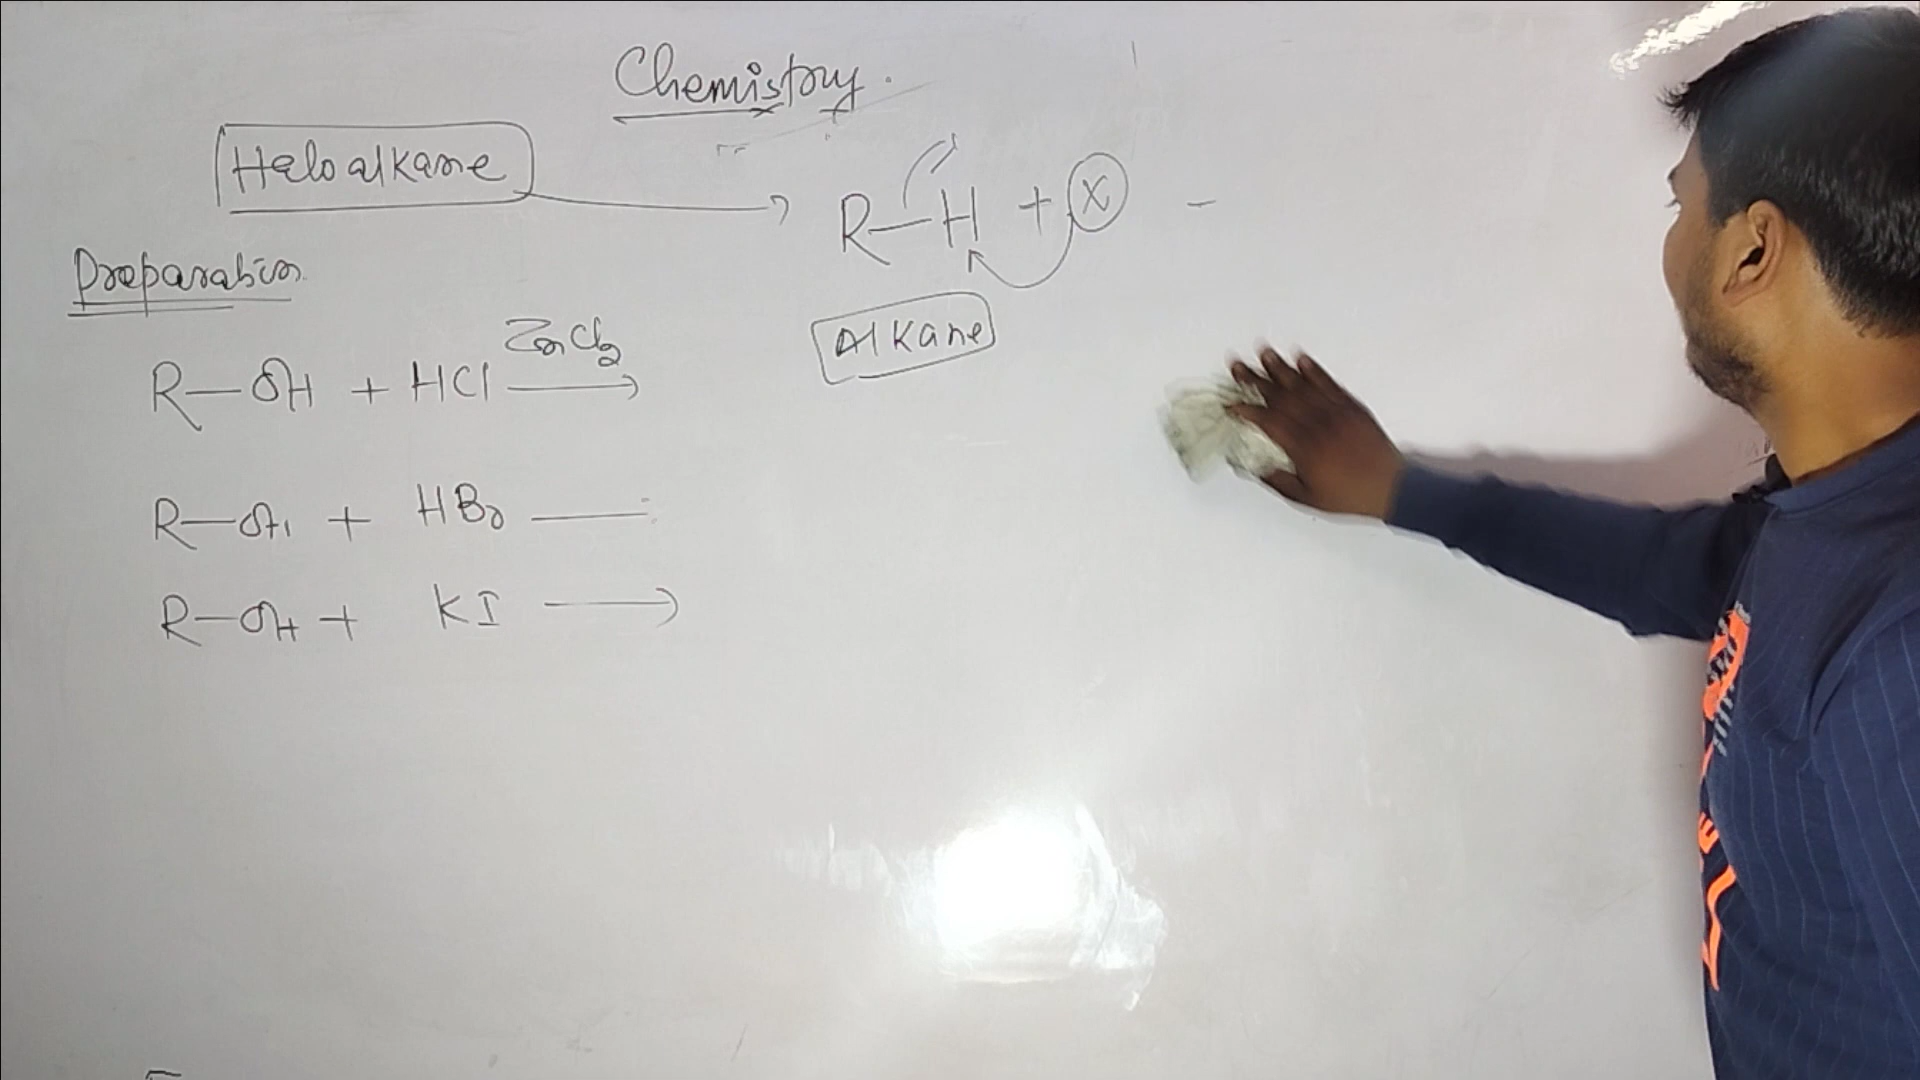 Chemistry.
Haloalkane
R—H + X
Preparation
Alkane
R—OH + HCl ZnCl2 →
R—OH + HBr —
R—OH + KI →